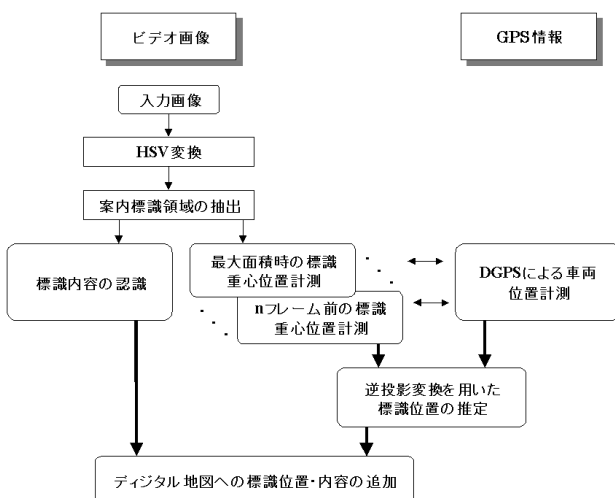 ビデオ画像
GPS情報
入力画像
HSV変換
案内標識領域の抽出
標識内容の認識
最大面積時の標識
重心位置計測
nフレーム前の標識
重心位置計測
DGPSによる車両
位置計測
逆投影変換を用いた
標識位置の推定
ディジタル地図への標識位置・内容の追加